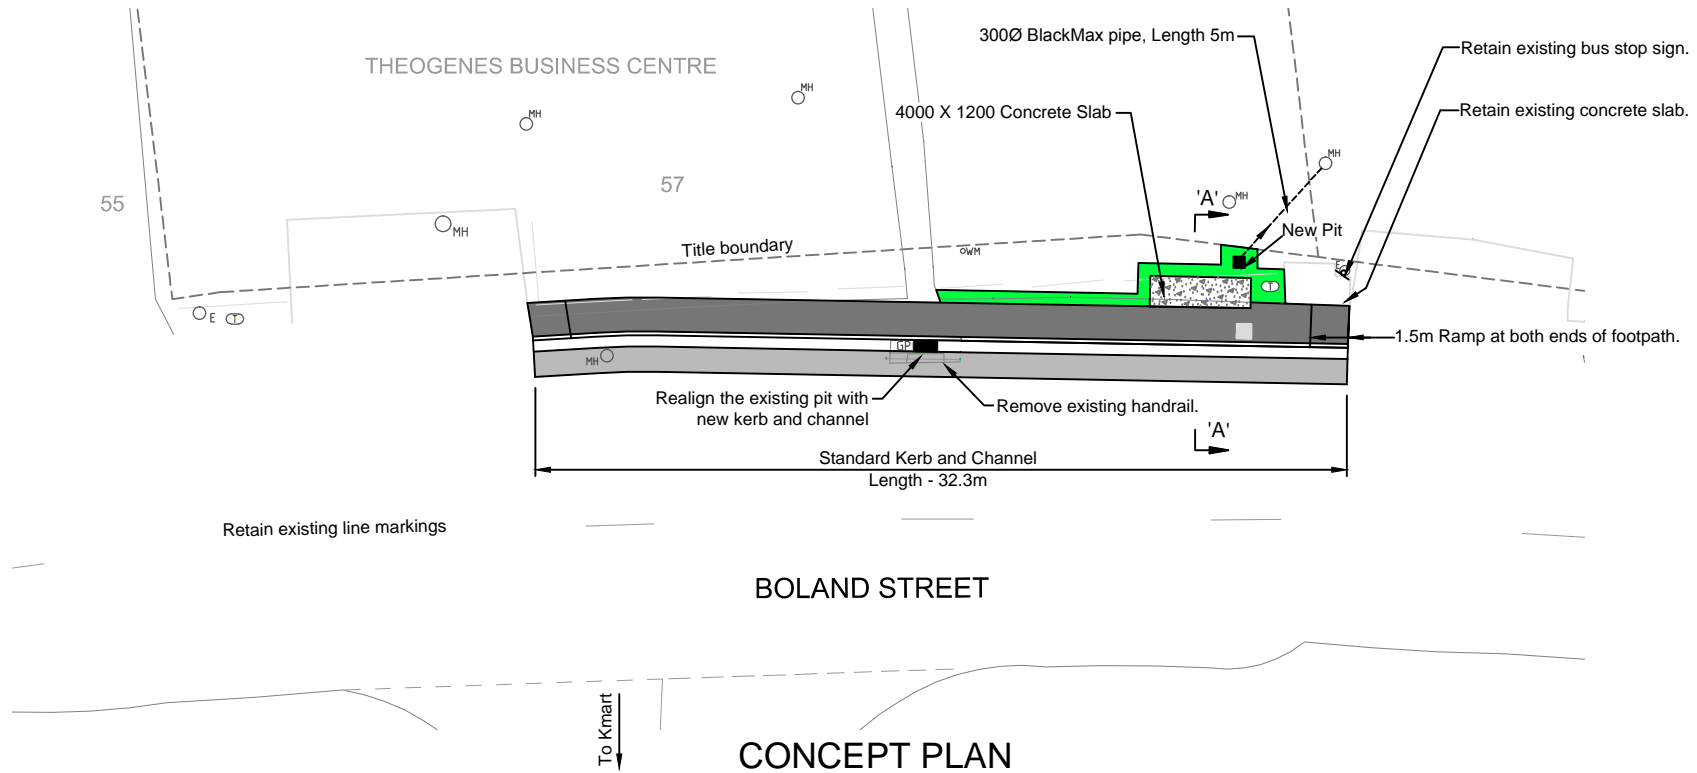 300Ø BlackMax pipe, Length 5m
Retain existing bus stop sign.
THEOGENES BUSINESS CENTRE
MH
MH
4000 X 1200 Concrete Slab
Retain existing concrete slab.
MH
57
55
'A'
MH
MH
New Pit
Title boundary
WM
E
T
T
GP
MH
1.5m Ramp at both ends of footpath.
Realign the existing pit with
new kerb and channel
Remove existing handrail.
'A'
Standard Kerb and Channel
Length - 32.3m
Retain existing line markings
BOLAND STREET
To Kmart
CONCEPT PLAN